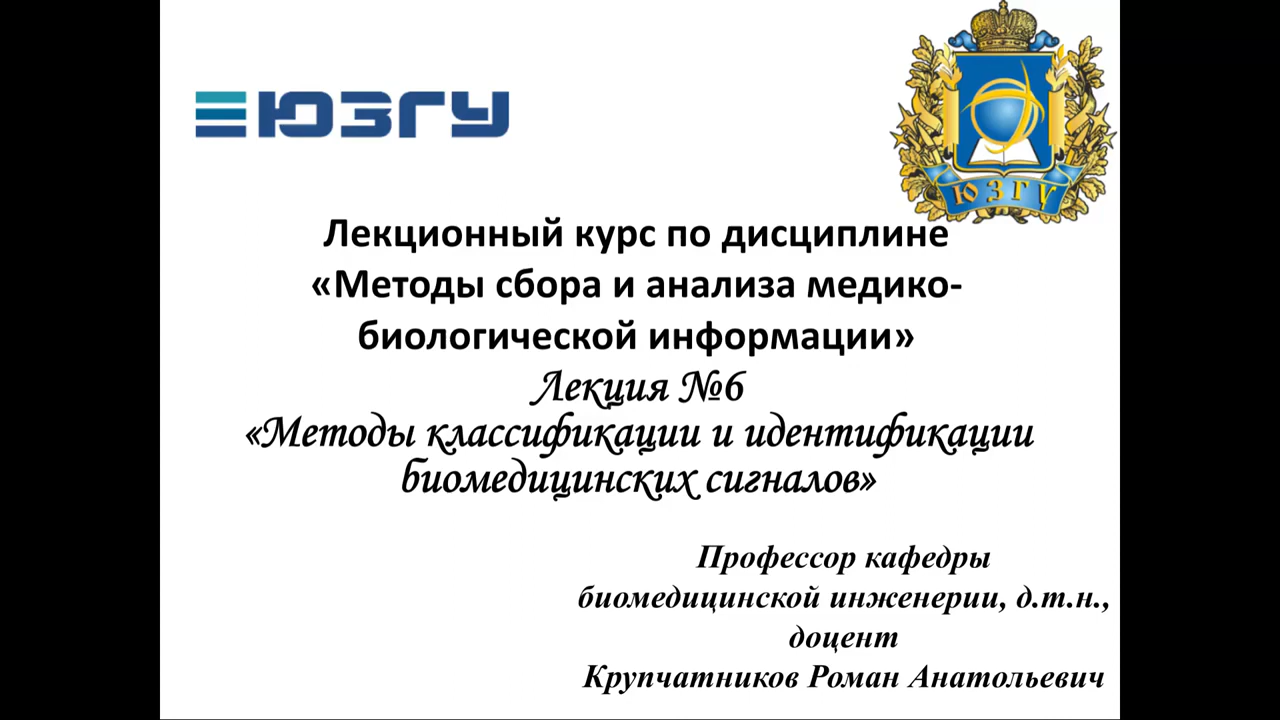 ЮЗГУ
ЮЗГУ
Лекционный курс по дисциплине
«Методы сбора и анализа медико-
биологической информации»
Лекция №6
«Методы классификации и идентификации
биомедицинских сигналов»
Профессор кафедры
биомедицинской инженерии, д.т.н.,
доцент
Крупчатников Роман Анатольевич